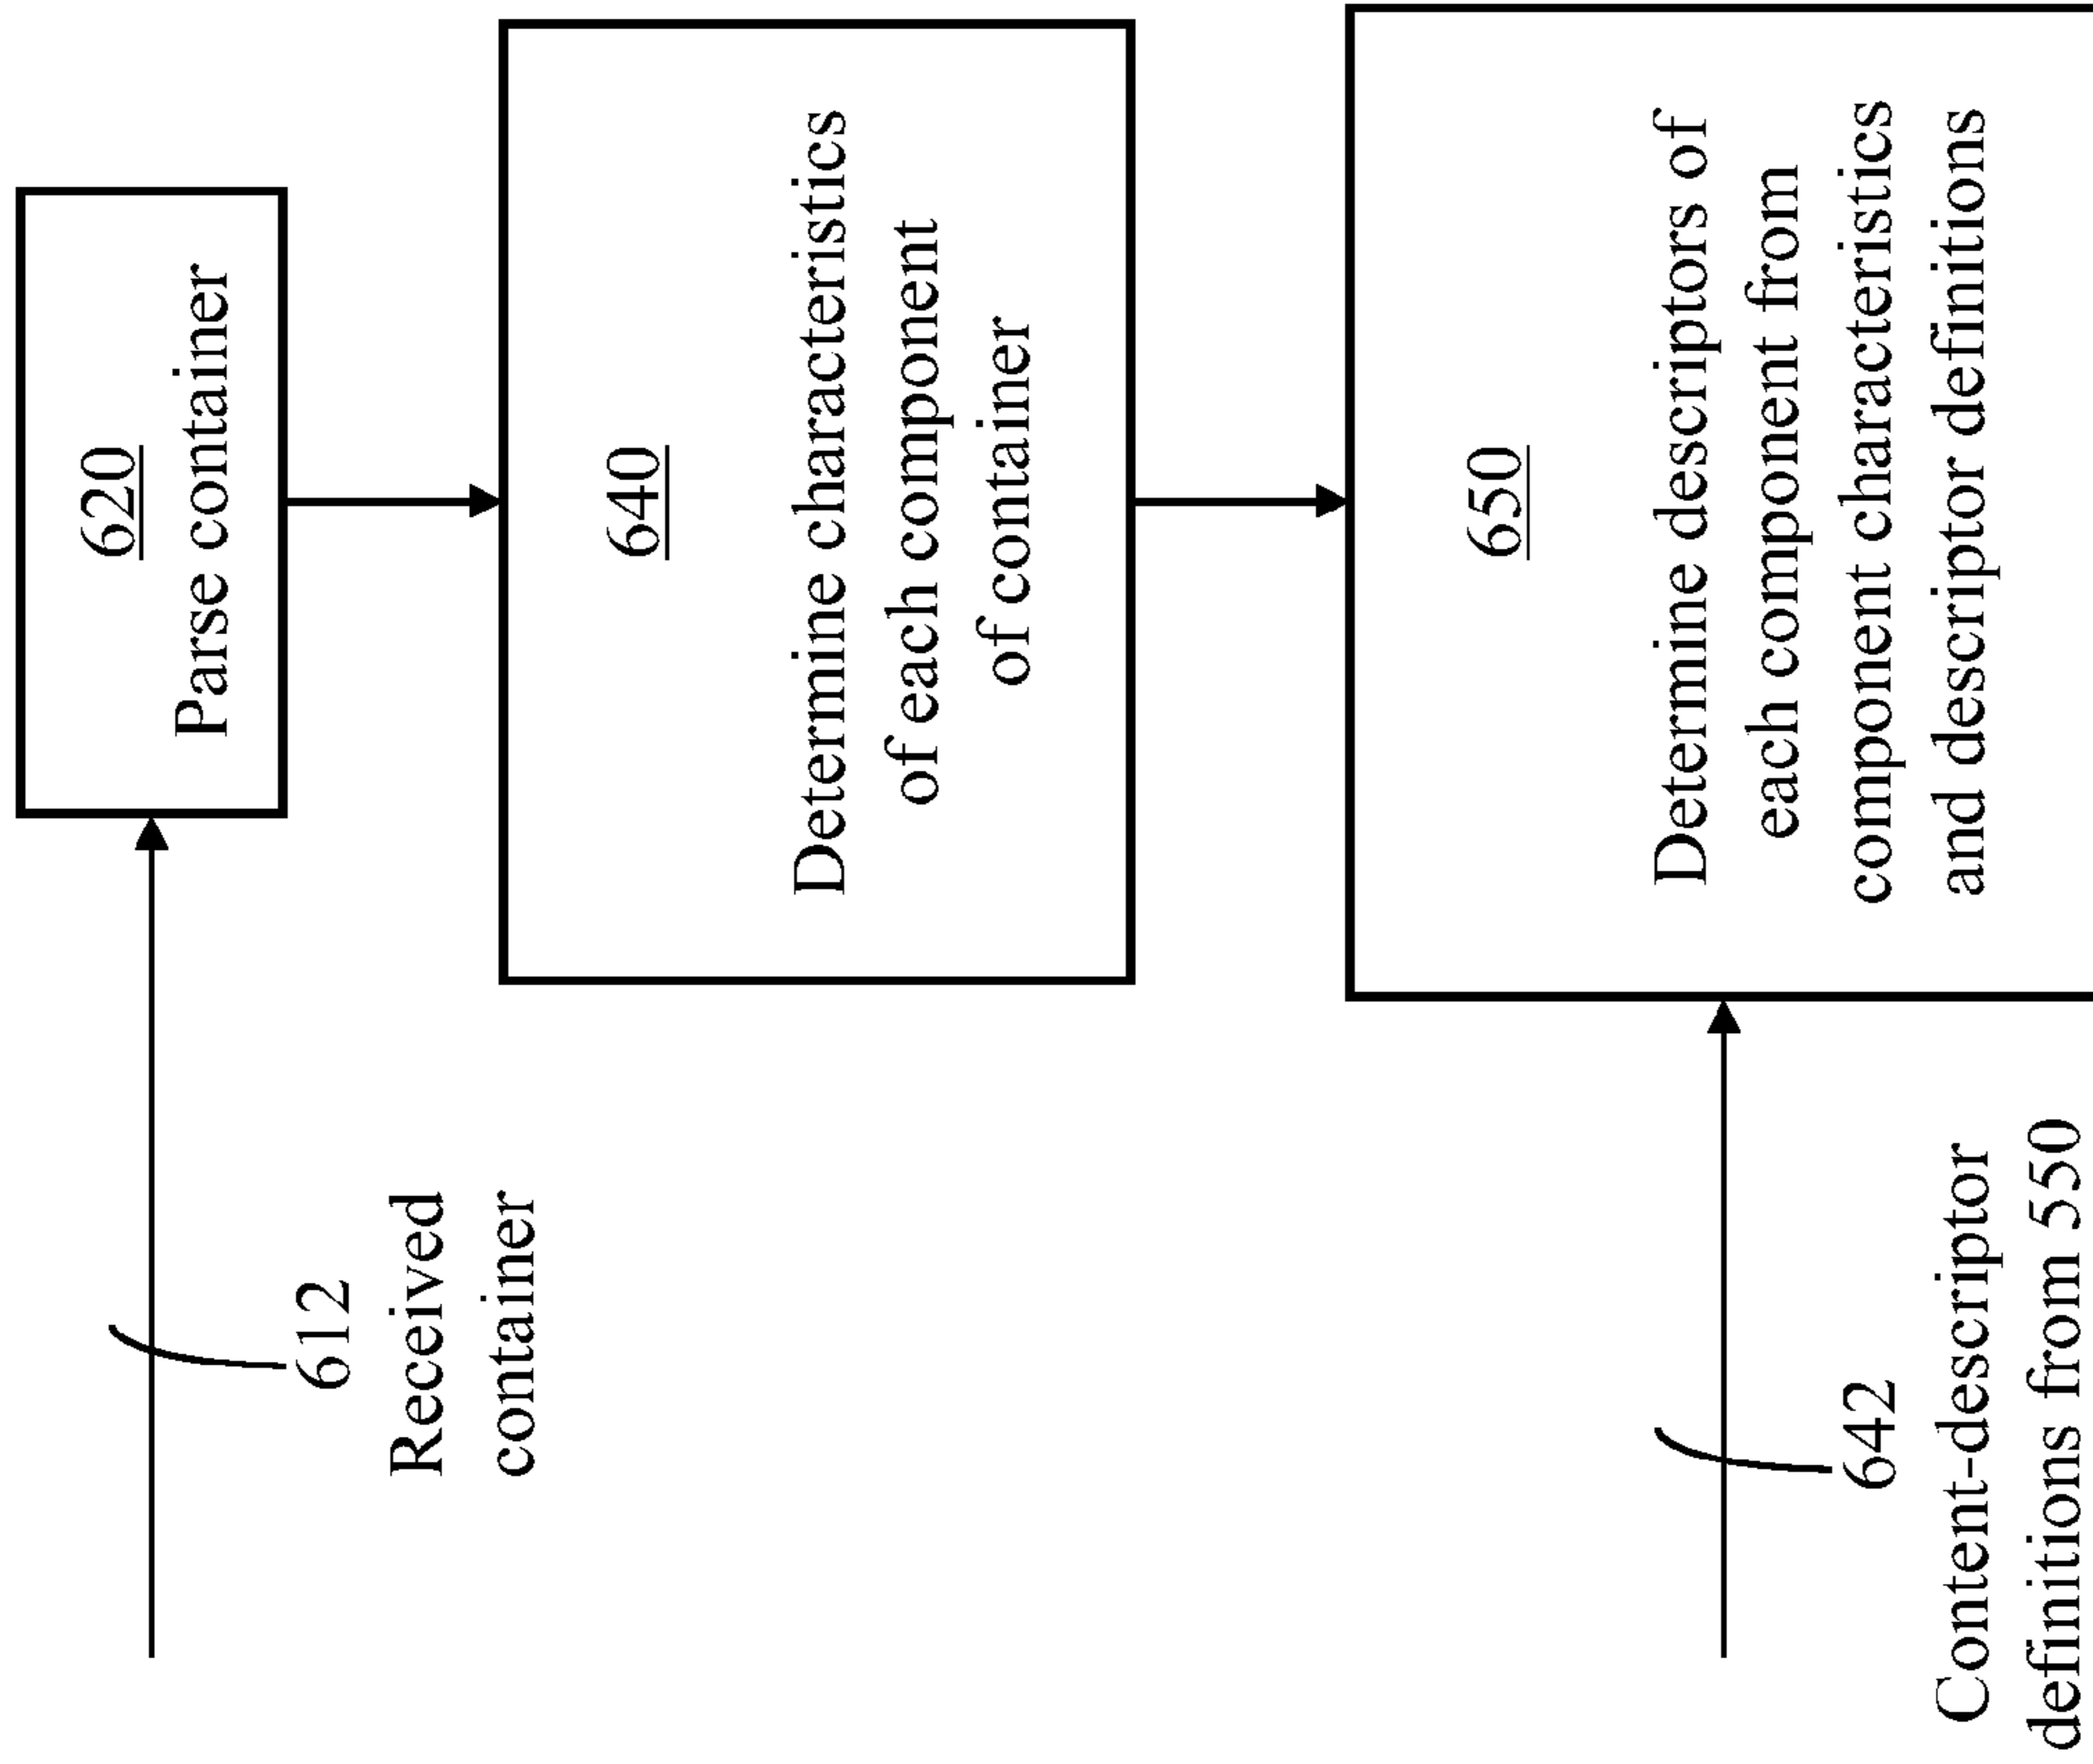 620
Parse container
612
Received
container
640
Determine characteristics
of each component
of container
650
Determine descriptors of
each component from
component characteristics
and descriptor definitions
642
Content-descriptor
definitions from 550